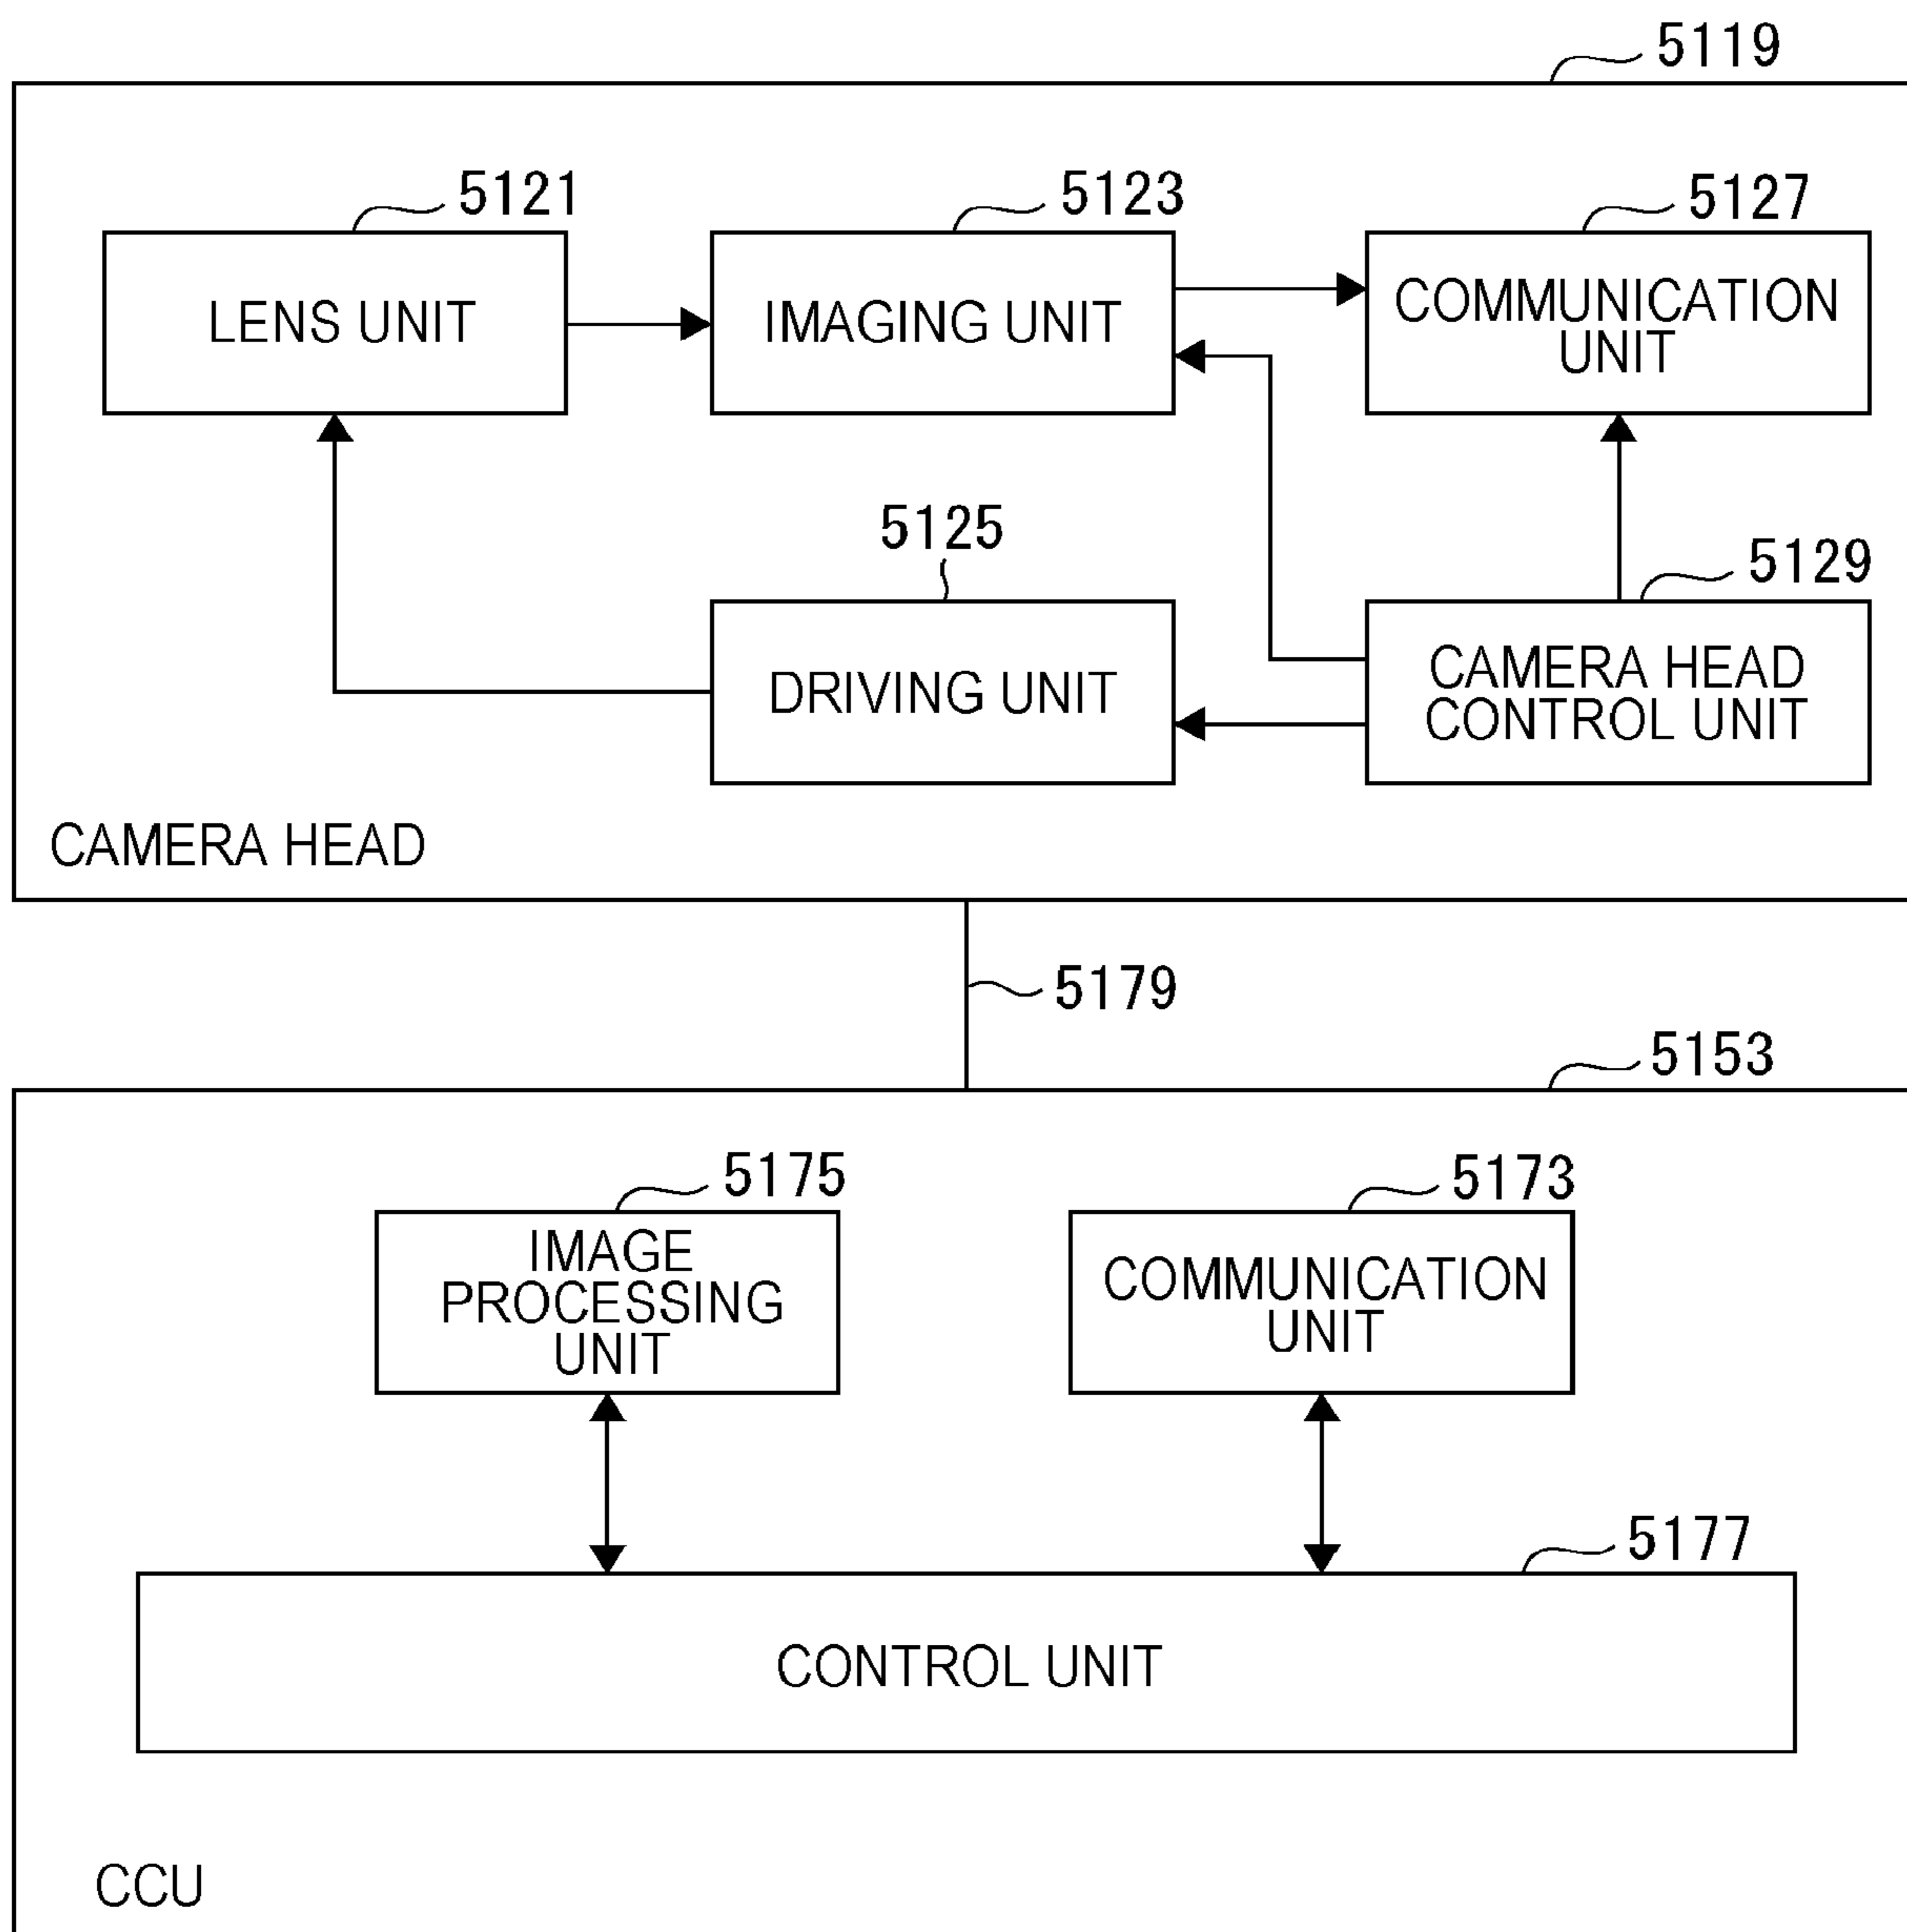 5119
5121
5123
5127
LENS UNIT
IMAGING UNIT
COMMUNICATION
UNIT
5125
5129
DRIVING UNIT
CAMERA HEAD
CONTROL UNIT
CAMERA HEAD
5179
5153
5175
5173
IMAGE
PROCESSING
UNIT
COMMUNICATION
UNIT
5177
CONTROL UNIT
CCU